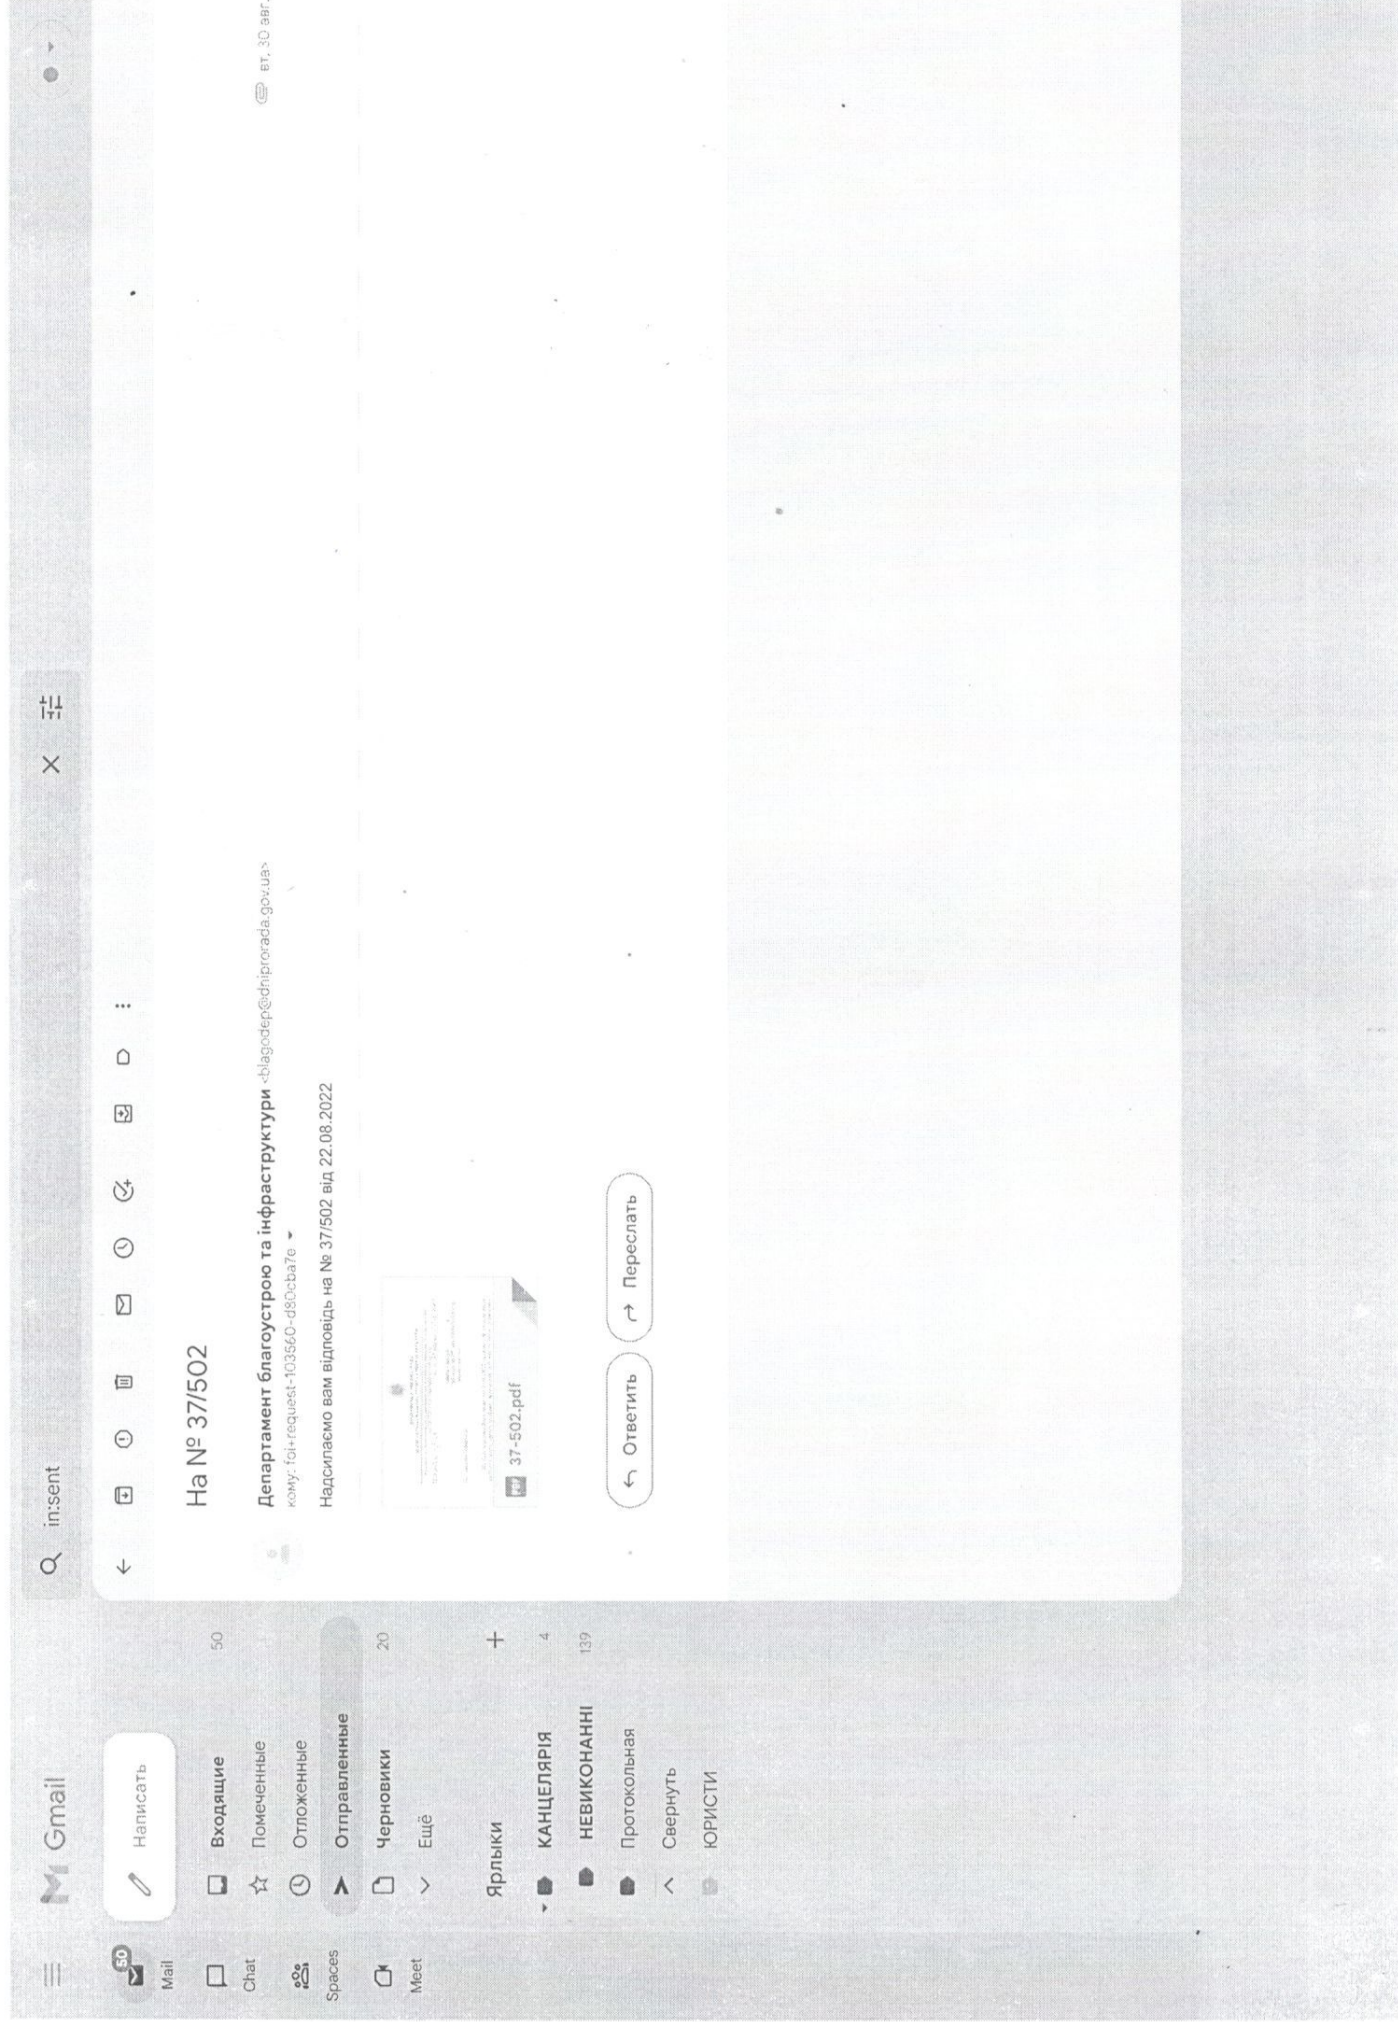 Gmail
in:sent
50
Mail
Chat
Spaces
Meet
Написать
Входящие 50
Помеченные
Отложенные
Отправленные
Черновики 20
Ещё
Ярлыки
КАНЦЕЛЯРІЯ 4
НЕВИКОНАННІ 139
Протокольная
Свернуть
ЮРИСТИ
На № 37/502
Департамент благоустрою та інфраструктури <blagodep@dniprorada.gov.ua>
вт, 30 авг.
кому: foi+request-103560-d80cba7e
Надсилаємо вам відповідь на № 37/502 від 22.08.2022
PDF 37-502.pdf
Ответить
Переслать